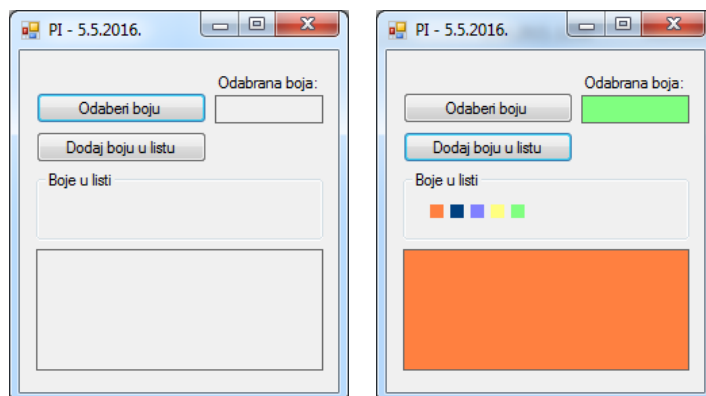 PI - 5.5.2016.
Odabrana boja:
Odaberi boju
Dodaj boju u listu
Boje u listi
PI - 5.5.2016.
Odabrana boja:
Odaberi boju
Dodaj boju u listu
Boje u listi